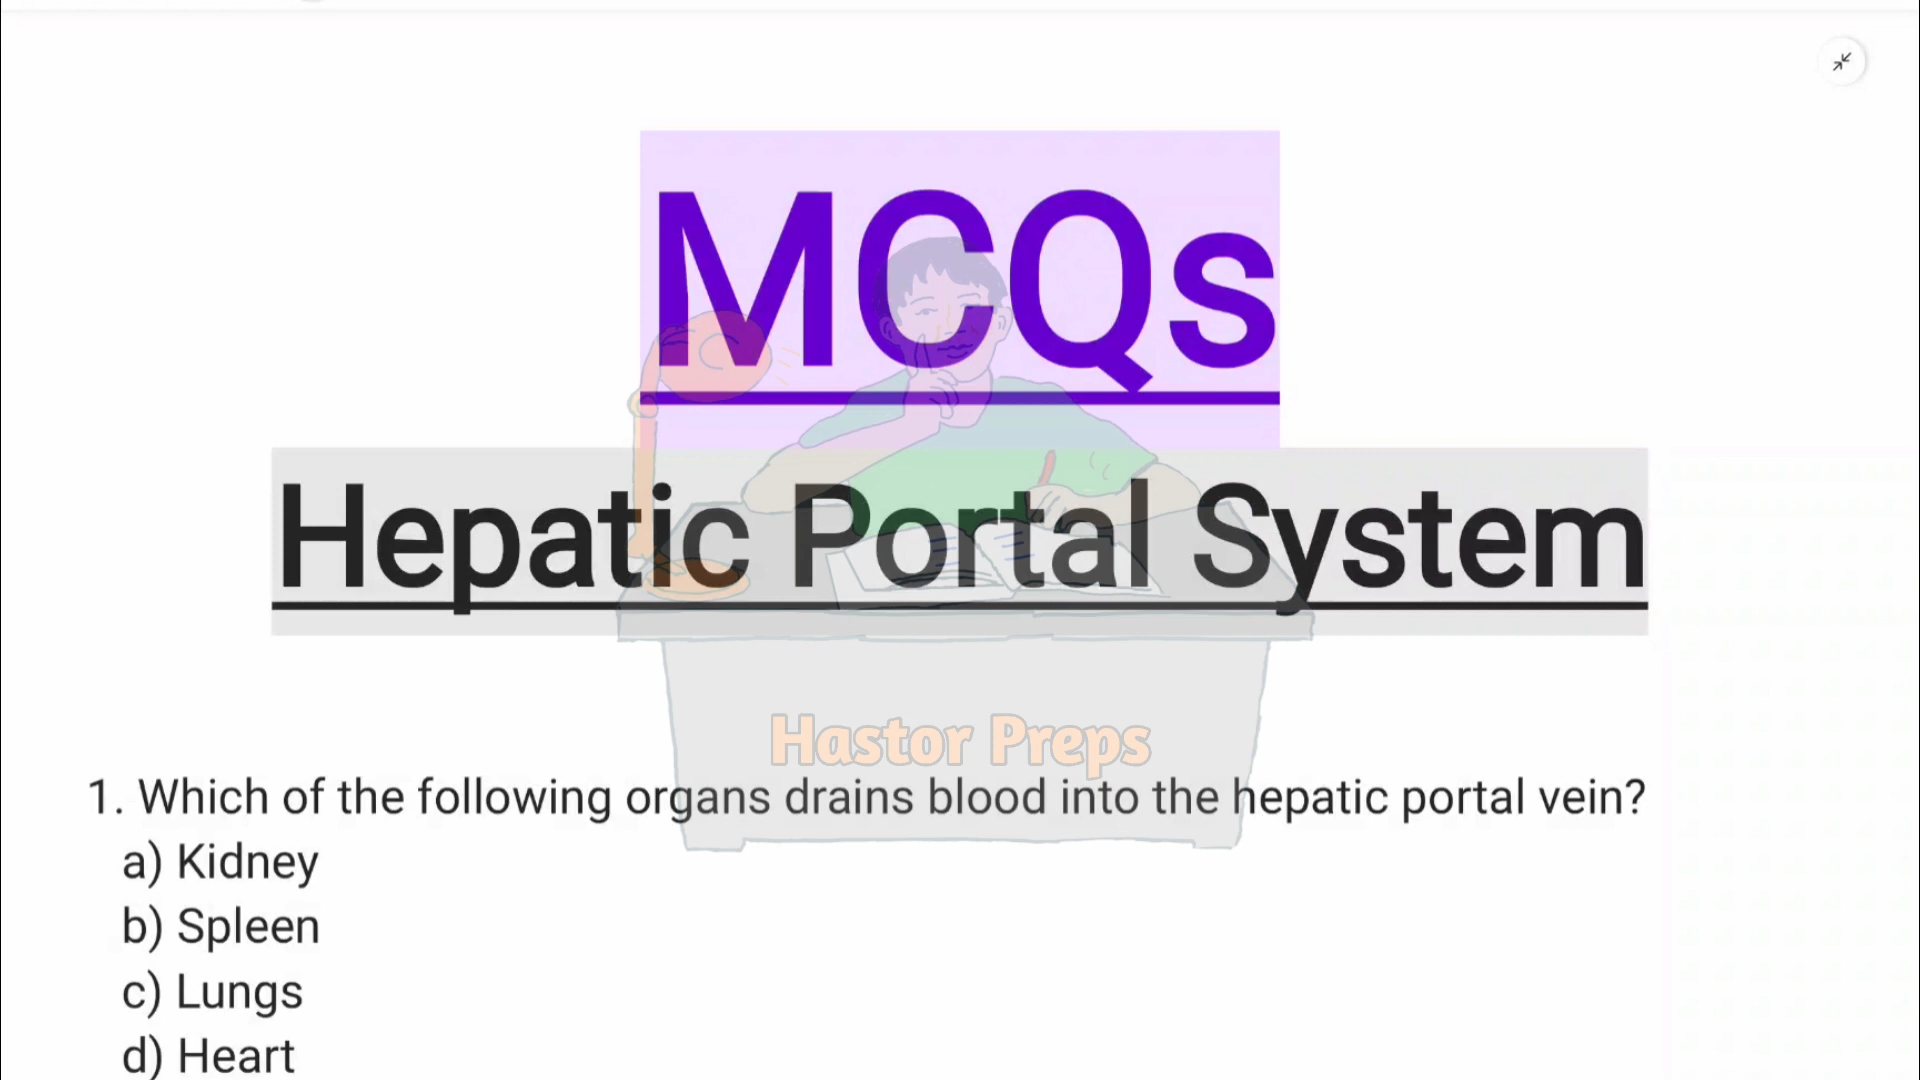 MCQs
Hepatic Portal System
Hastor Preps
1. Which of the following organs drains blood into the hepatic portal vein?
a) Kidney
b) Spleen
c) Lungs
d) Heart